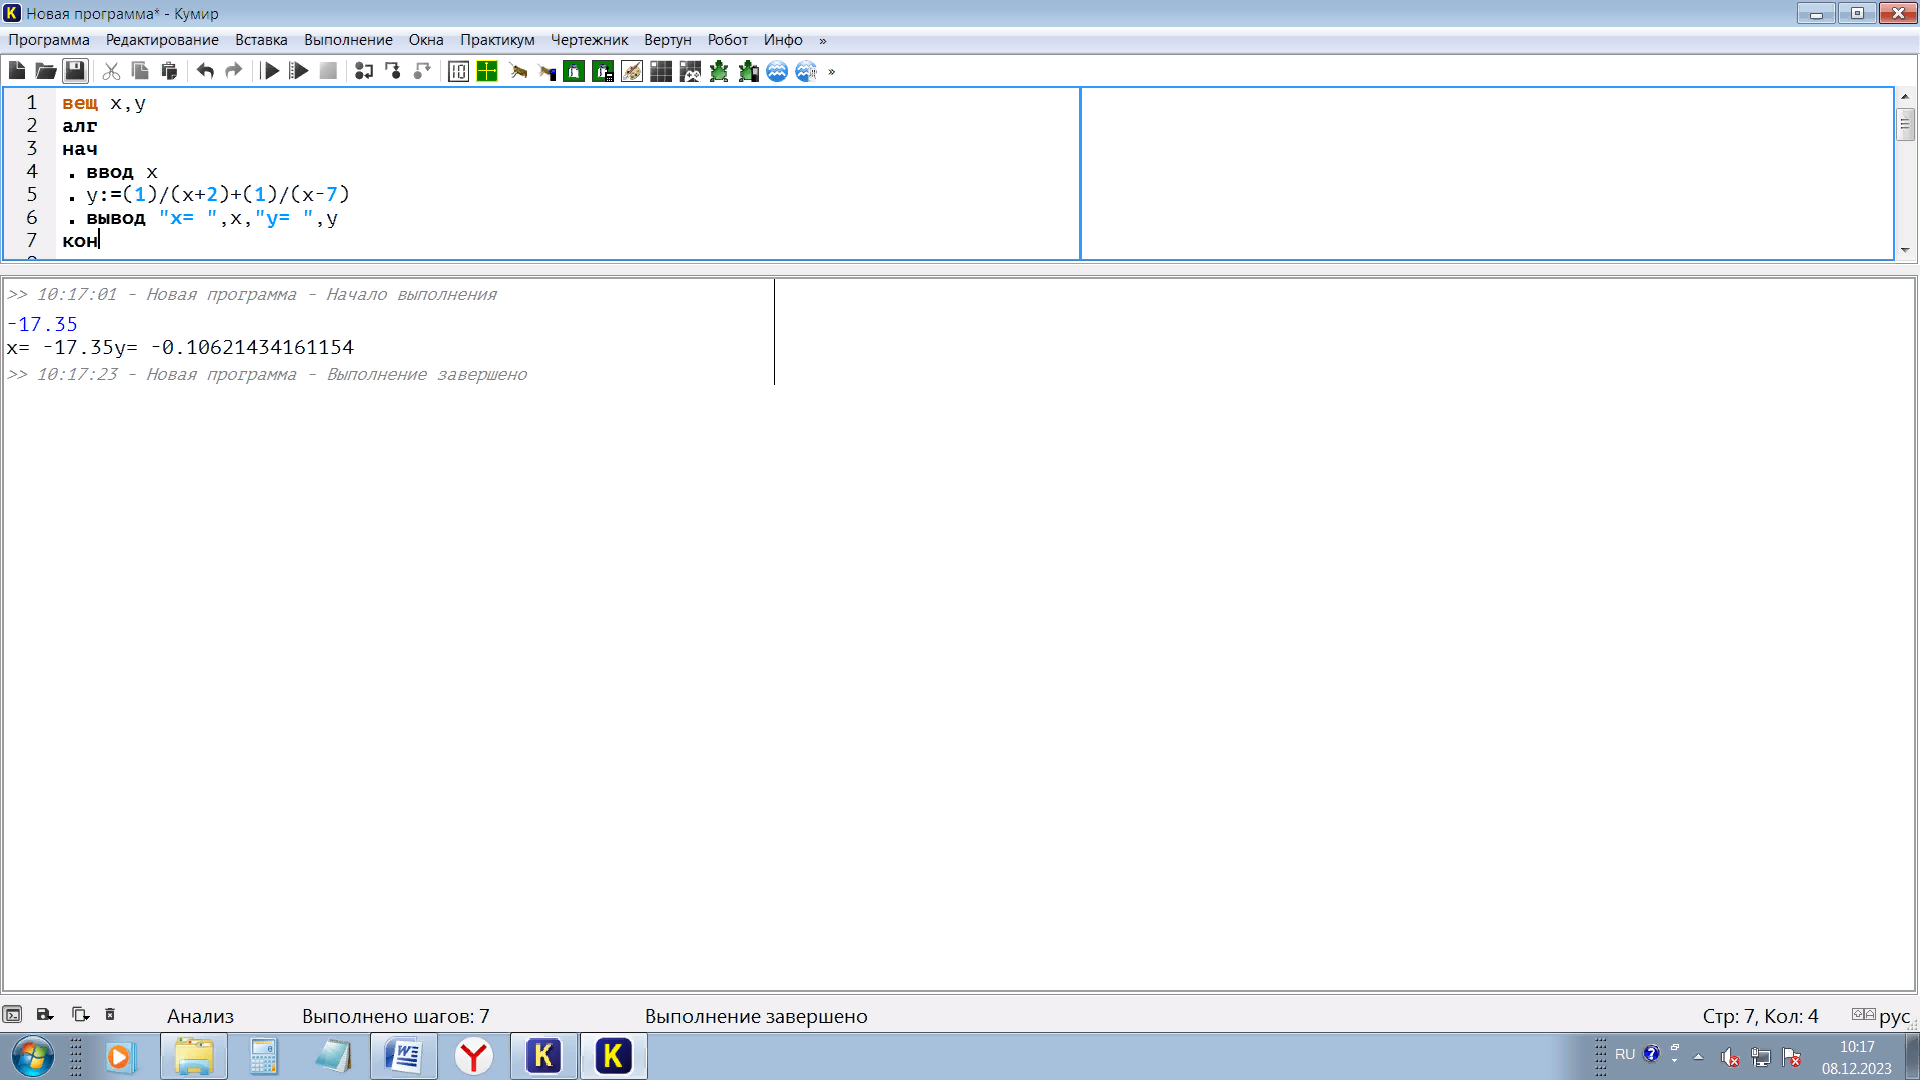 Новая программа* - Кумир
Программа Редактирование Вставка Выполнение Окна Практикум Чертежник Вертун Робот Инфо »
»
1 вещ x,y
2 алг
3 нач
4 . ввод x
5 . y:=(1)/(x+2)+(1)/(x-7)
6 . вывод "x= ",x,"y= ",y
7 кон
>> 10:17:01 - Новая программа - Начало выполнения
-17.35
x= -17.35y= -0.10621434161154
>> 10:17:23 - Новая программа - Выполнение завершено
Анализ Выполнено шагов: 7 Выполнение завершено Стр: 7, Кол: 4 рус
RU 10:17
08.12.2023